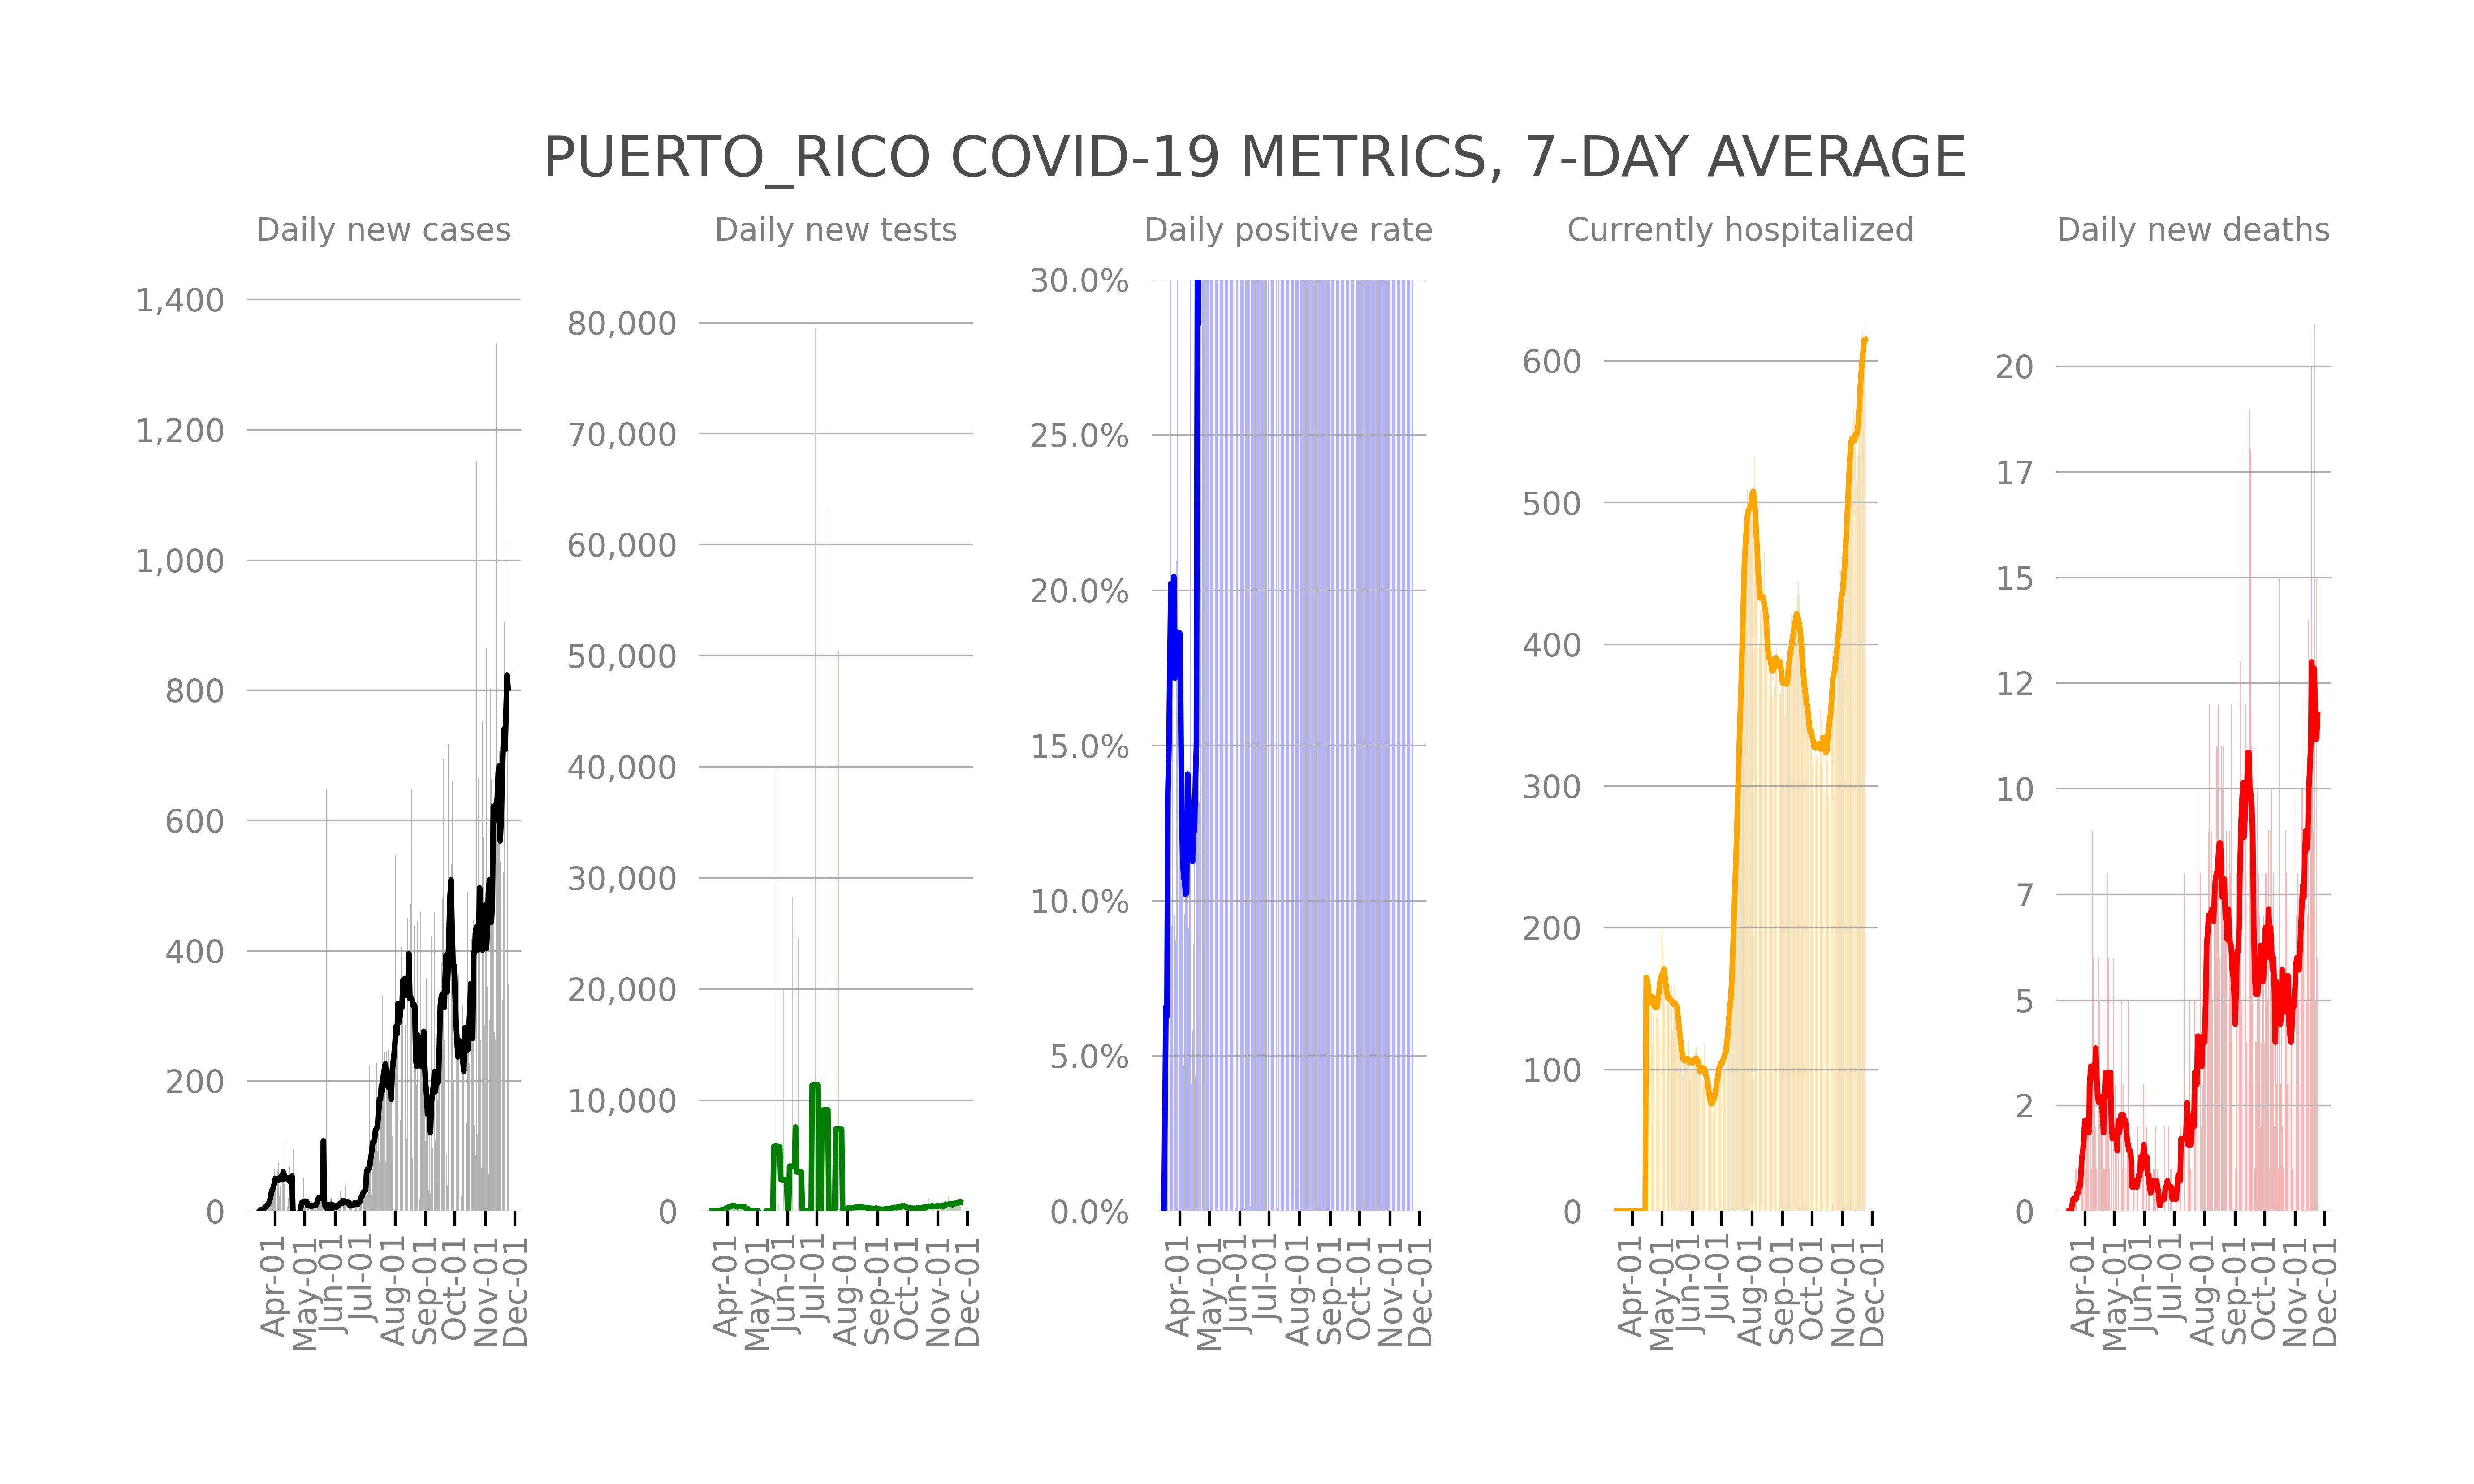 PUERTO_RICO COVID-19 METRICS, 7-DAY AVERAGE
Daily new cases
1,400
1,200
1,000
800
600
400
200
0
Apr-01
May-01
Jun-01
Jul-01
Aug-01
Sep-01
Oct-01
Nov-01
Dec-01
Daily new tests
80,000
70,000
60,000
50,000
40,000
30,000
20,000
10,000
0
Apr-01
May-01
Jun-01
Jul-01
Aug-01
Sep-01
Oct-01
Nov-01
Dec-01
Daily positive rate
30.0%
25.0%
20.0%
15.0%
10.0%
5.0%
0.0%
Apr-01
May-01
Jun-01
Jul-01
Aug-01
Sep-01
Oct-01
Nov-01
Dec-01
Currently hospitalized
600
500
400
300
200
100
0
Apr-01
May-01
Jun-01
Jul-01
Aug-01
Sep-01
Oct-01
Nov-01
Dec-01
Daily new deaths
20
17
15
12
10
7
5
2
0
Apr-01
May-01
Jun-01
Jul-01
Aug-01
Sep-01
Oct-01
Nov-01
Dec-01